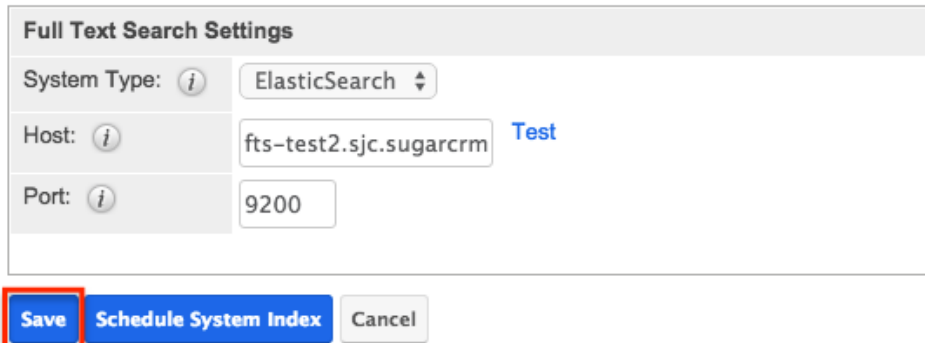 Full Text Search Settings
System Type: i ElasticSearch
Host: i fts-test2.sjc.sugarcrm Test
Port: i 9200
Save Schedule System Index Cancel